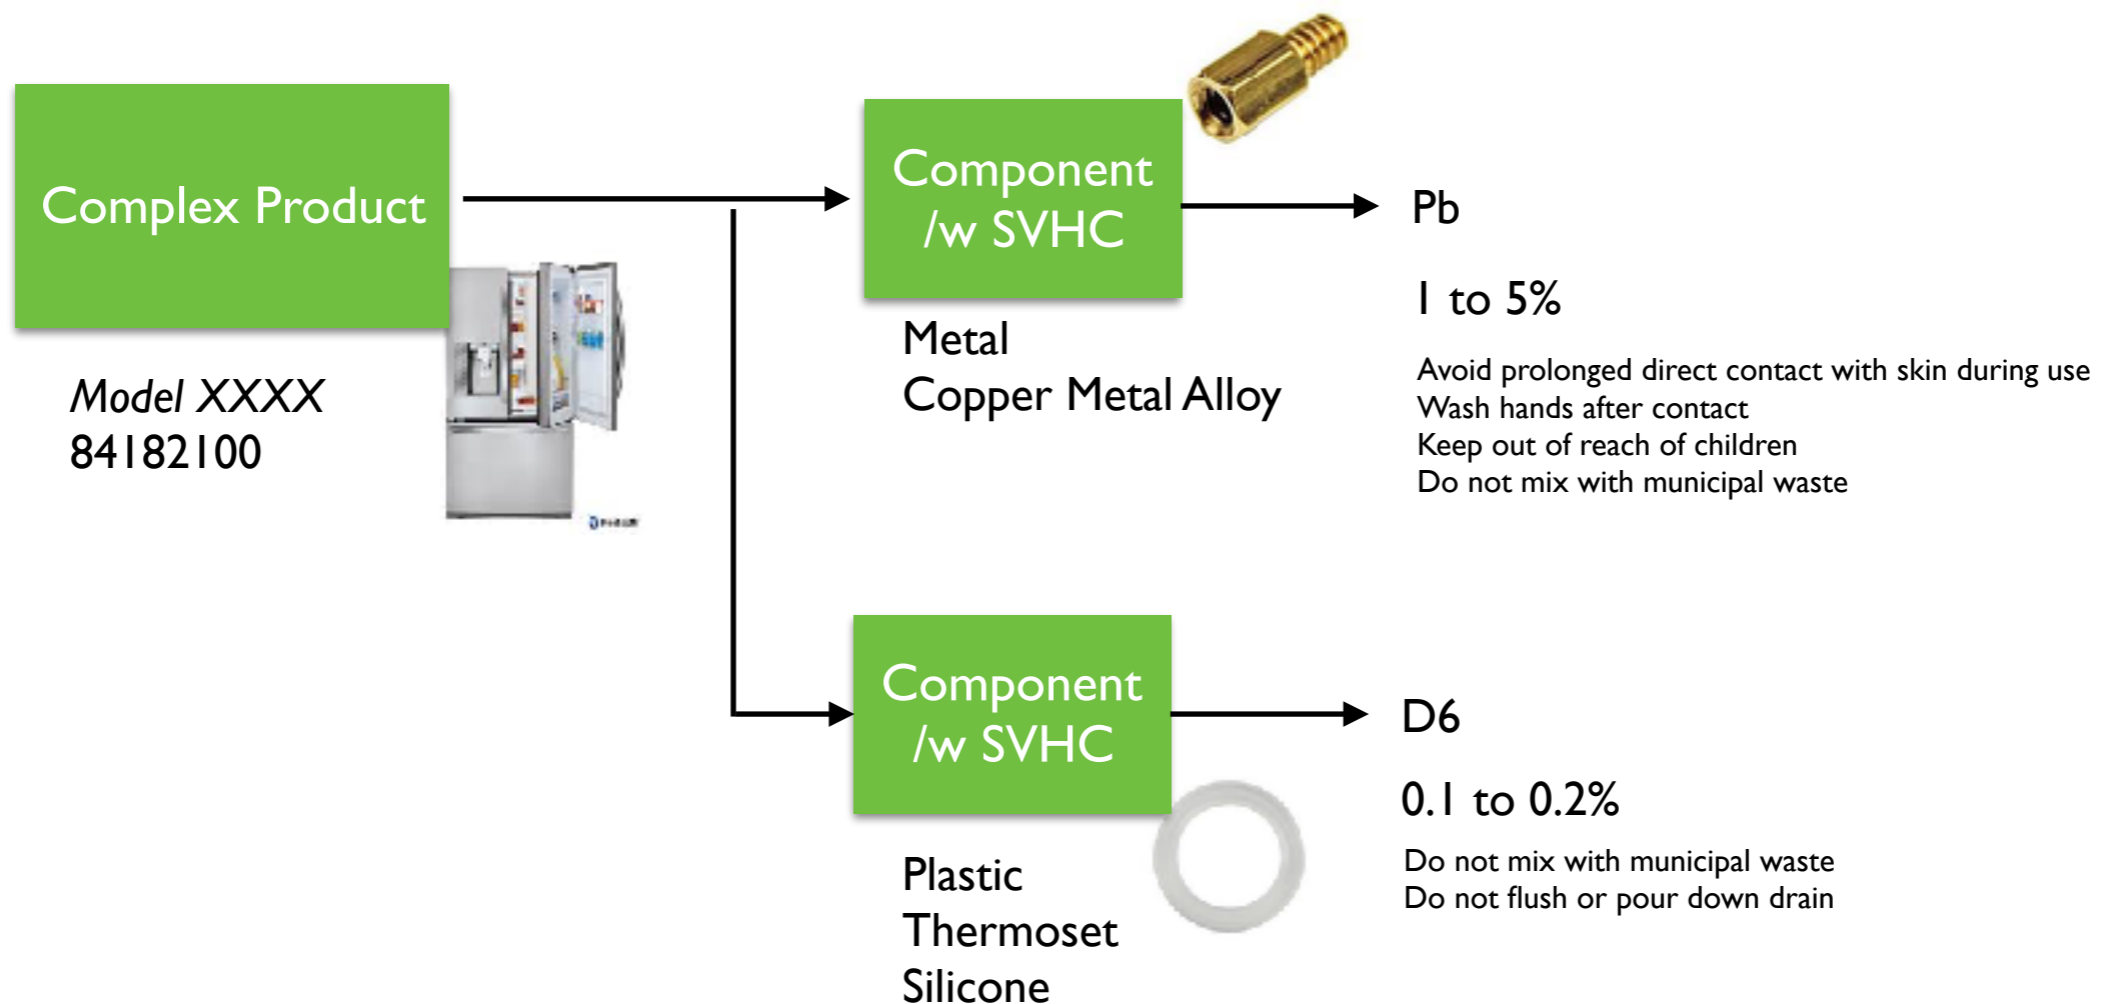 Complex Product
Model XXXX
84182100
Component
/w SVHC
Metal
Copper Metal Alloy
Pb
1 to 5%
Avoid prolonged direct contact with skin during use
Wash hands after contact
Keep out of reach of children
Do not mix with municipal waste
Component
/w SVHC
Plastic
Thermoset
Silicone
D6
0.1 to 0.2%
Do not mix with municipal waste
Do not flush or pour down drain